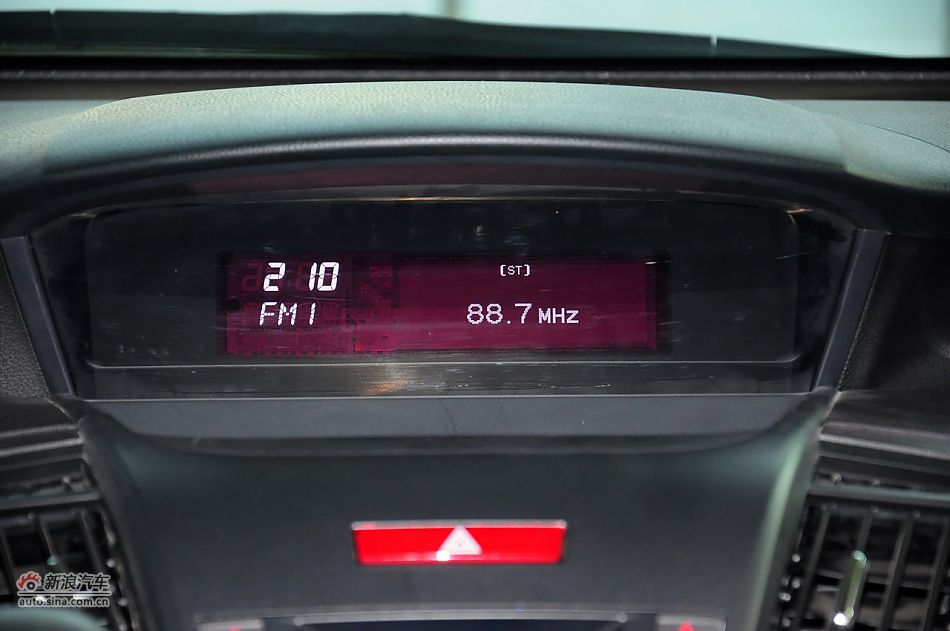 2 10
[ST]
FM1
88.7 MHz
新浪汽车
auto.sina.com.cn